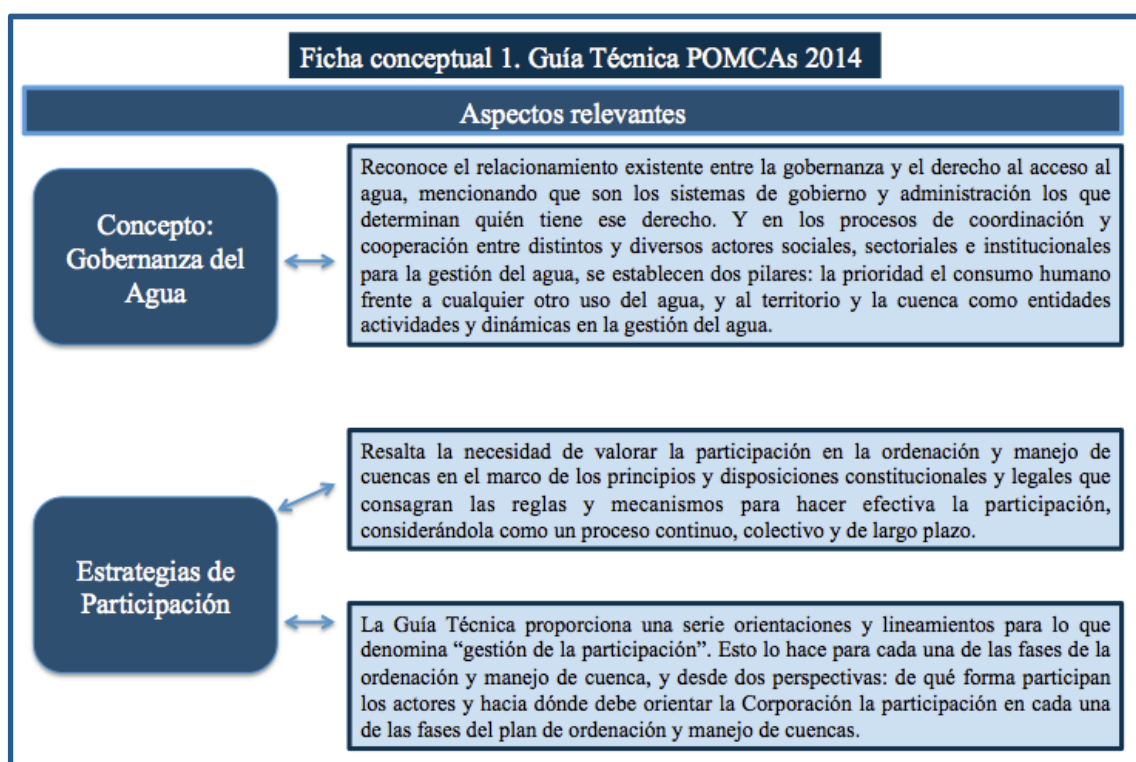 Ficha conceptual 1. Guía Técnica POMCAs 2014
Aspectos relevantes
Concepto:
Gobernanza del
Agua
Reconoce el relacionamiento existente entre la gobernanza y el derecho al acceso al
agua, mencionando que son los sistemas de gobierno y administración los que
determinan quién tiene ese derecho. Y en los procesos de coordinación y
cooperación entre distintos y diversos actores sociales, sectoriales e institucionales
para la gestión del agua, se establecen dos pilares: la prioridad el consumo humano
frente a cualquier otro uso del agua, y al territorio y la cuenca como entidades
actividades y dinámicas en la gestión del agua.
Estrategias de
Participación
Resalta la necesidad de valorar la participación en la ordenación y manejo de
cuencas en el marco de los principios y disposiciones constitucionales y legales que
consagran las reglas y mecanismos para hacer efectiva la participación,
considerándola como un proceso continuo, colectivo y de largo plazo.
La Guía Técnica proporciona una serie orientaciones y lineamientos para lo que
denomina “gestión de la participación”. Esto lo hace para cada una de las fases de la
ordenación y manejo de cuenca, y desde dos perspectivas: de qué forma participan
los actores y hacia dónde debe orientar la Corporación la participación en cada una
de las fases del plan de ordenación y manejo de cuencas.